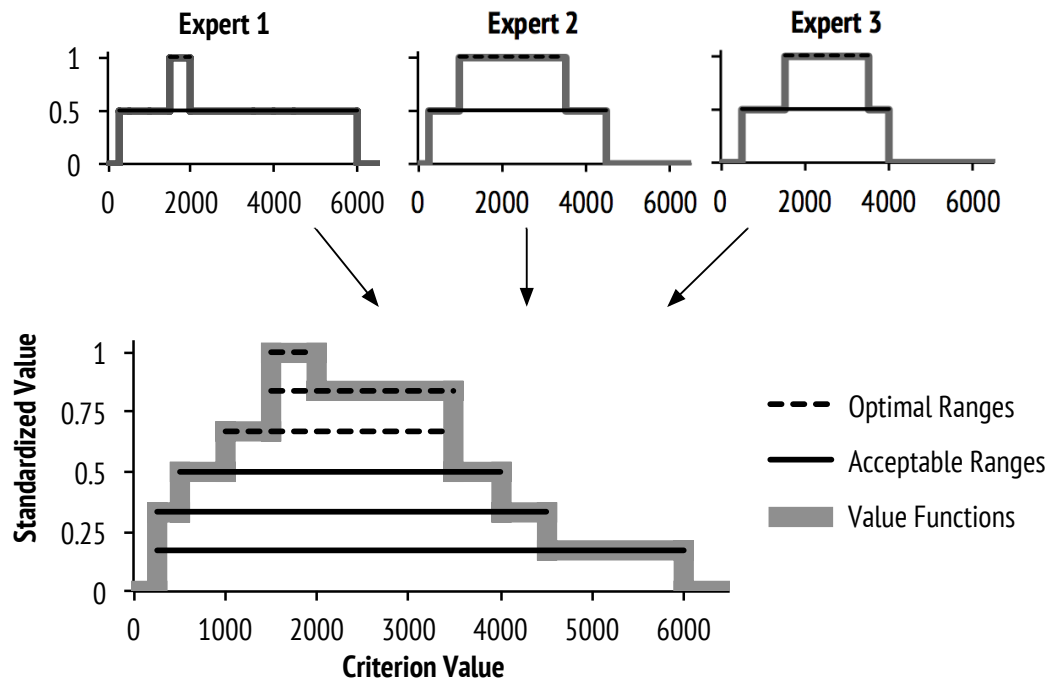 Expert 1
Expert 2
Expert 3
1
0.5
0
0 2000 4000 6000
0 2000 4000 6000
0 2000 4000 6000
Standardized Value
1
0.75
0.5
0.25
0
0 1000 2000 3000 4000 5000 6000
Criterion Value
Optimal Ranges
Acceptable Ranges
Value Functions